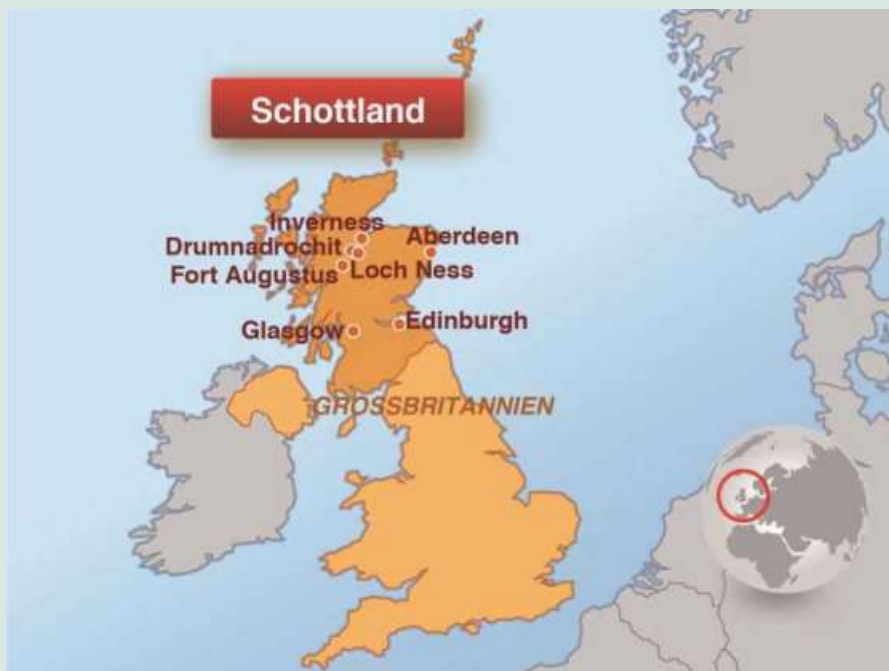 Schottland
Inverness
Drumnadrochit
Aberdeen
Fort Augustus
Loch Ness
Glasgow
Edinburgh
GROSSBRITANNIEN